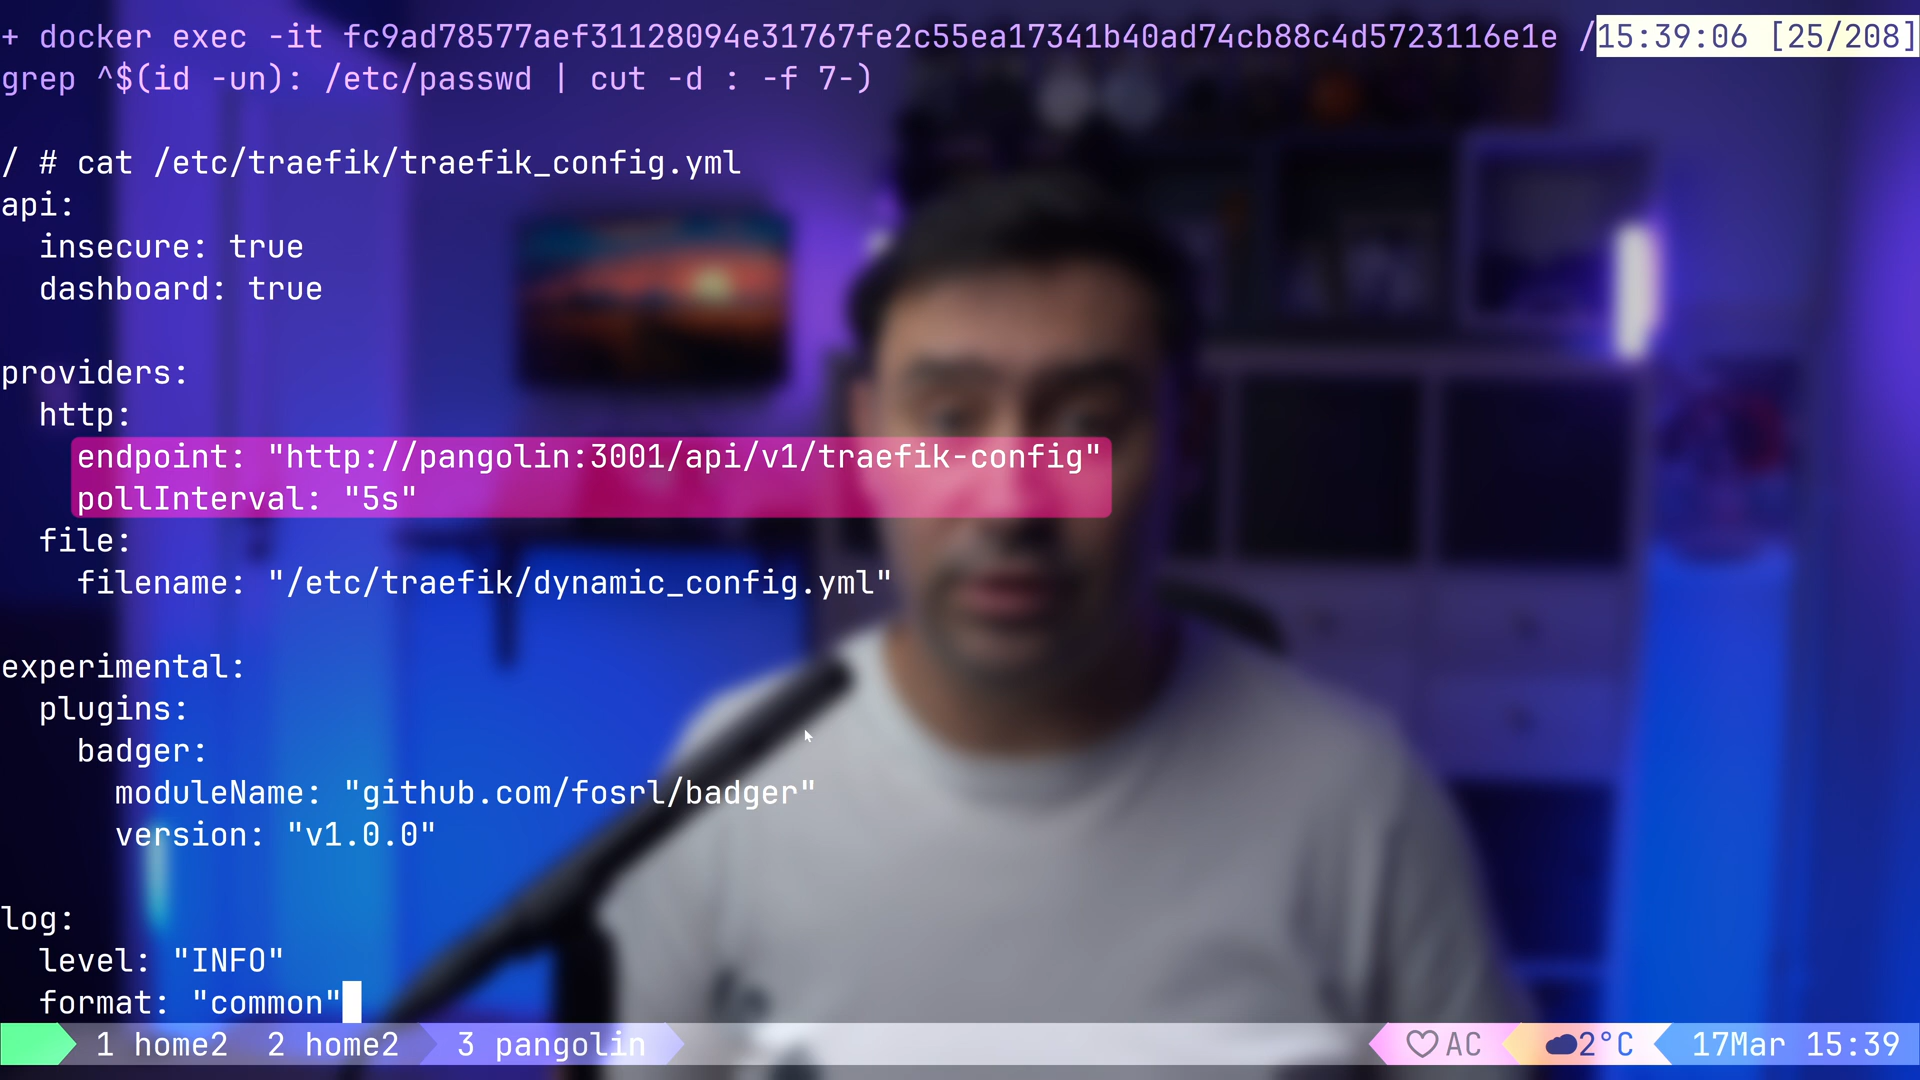 + docker exec -it fc9ad78577aef31128094e31767fe2c55ea17341b40ad74cb88c4d5723116e1e /15:39:06 [25/208]
grep ^$(id -un): /etc/passwd | cut -d : -f 7-)
/ # cat /etc/traefik/traefik_config.yml
api:
  insecure: true
  dashboard: true
providers:
  http:
    endpoint: "http://pangolin:3001/api/v1/traefik-config"
    pollInterval: "5s"
  file:
    filename: "/etc/traefik/dynamic_config.yml"
experimental:
  plugins:
    badger:
      moduleName: "github.com/fosrl/badger"
      version: "v1.0.0"
log:
  level: "INFO"
  format: "common"
1 home2 2 home2 3 pangolin AC 2°C 17Mar 15:39